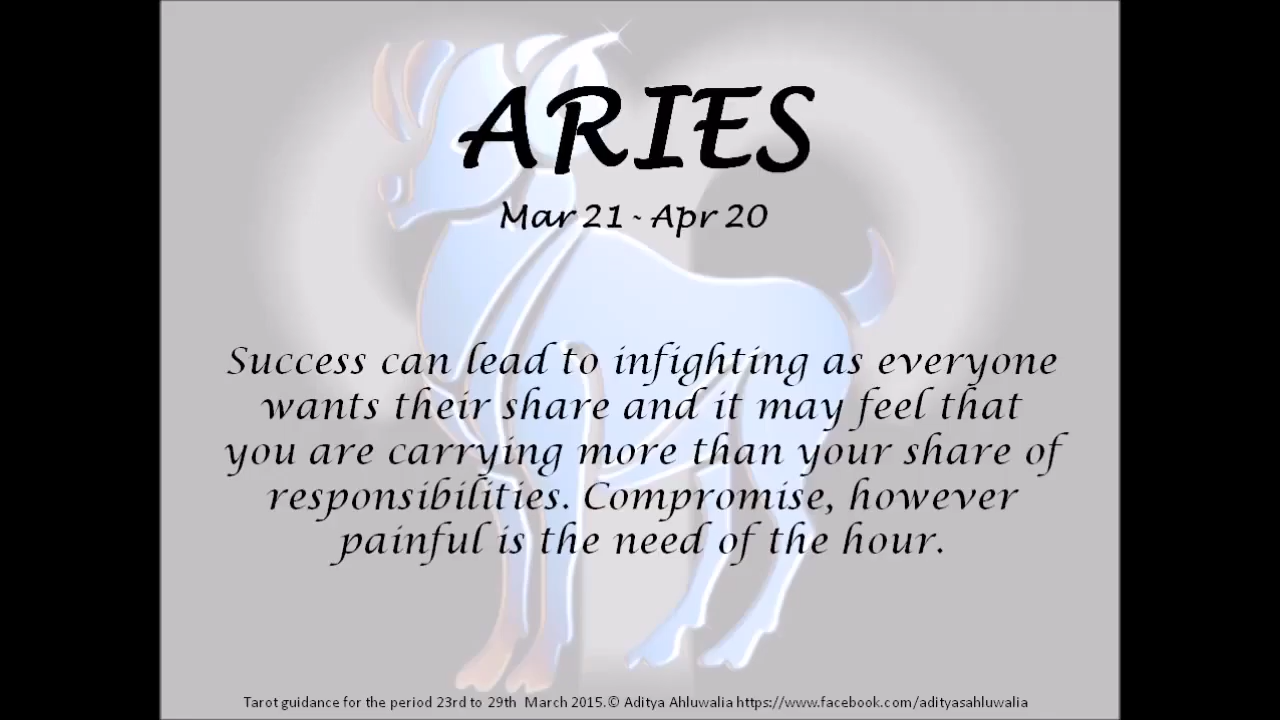 ARIES
Mar 21 - Apr 20
Success can lead to infighting as everyone
wants their share and it may feel that
you are carrying more than your share of
responsibilities. Compromise, however
painful is the need of the hour.
Tarot guidance for the period 23rd to 29th  March 2015.© Aditya Ahluwalia https://www.facebook.com/adityasahluwalia